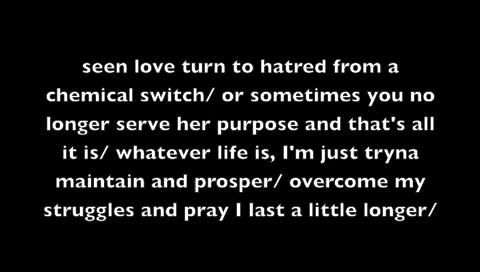 seen love turn to hatred from a
chemical switch/ or sometimes you no
longer serve her purpose and that's all
it is/ whatever life is, I'm just tryna
maintain and prosper/ overcome my
struggles and pray I last a little longer/